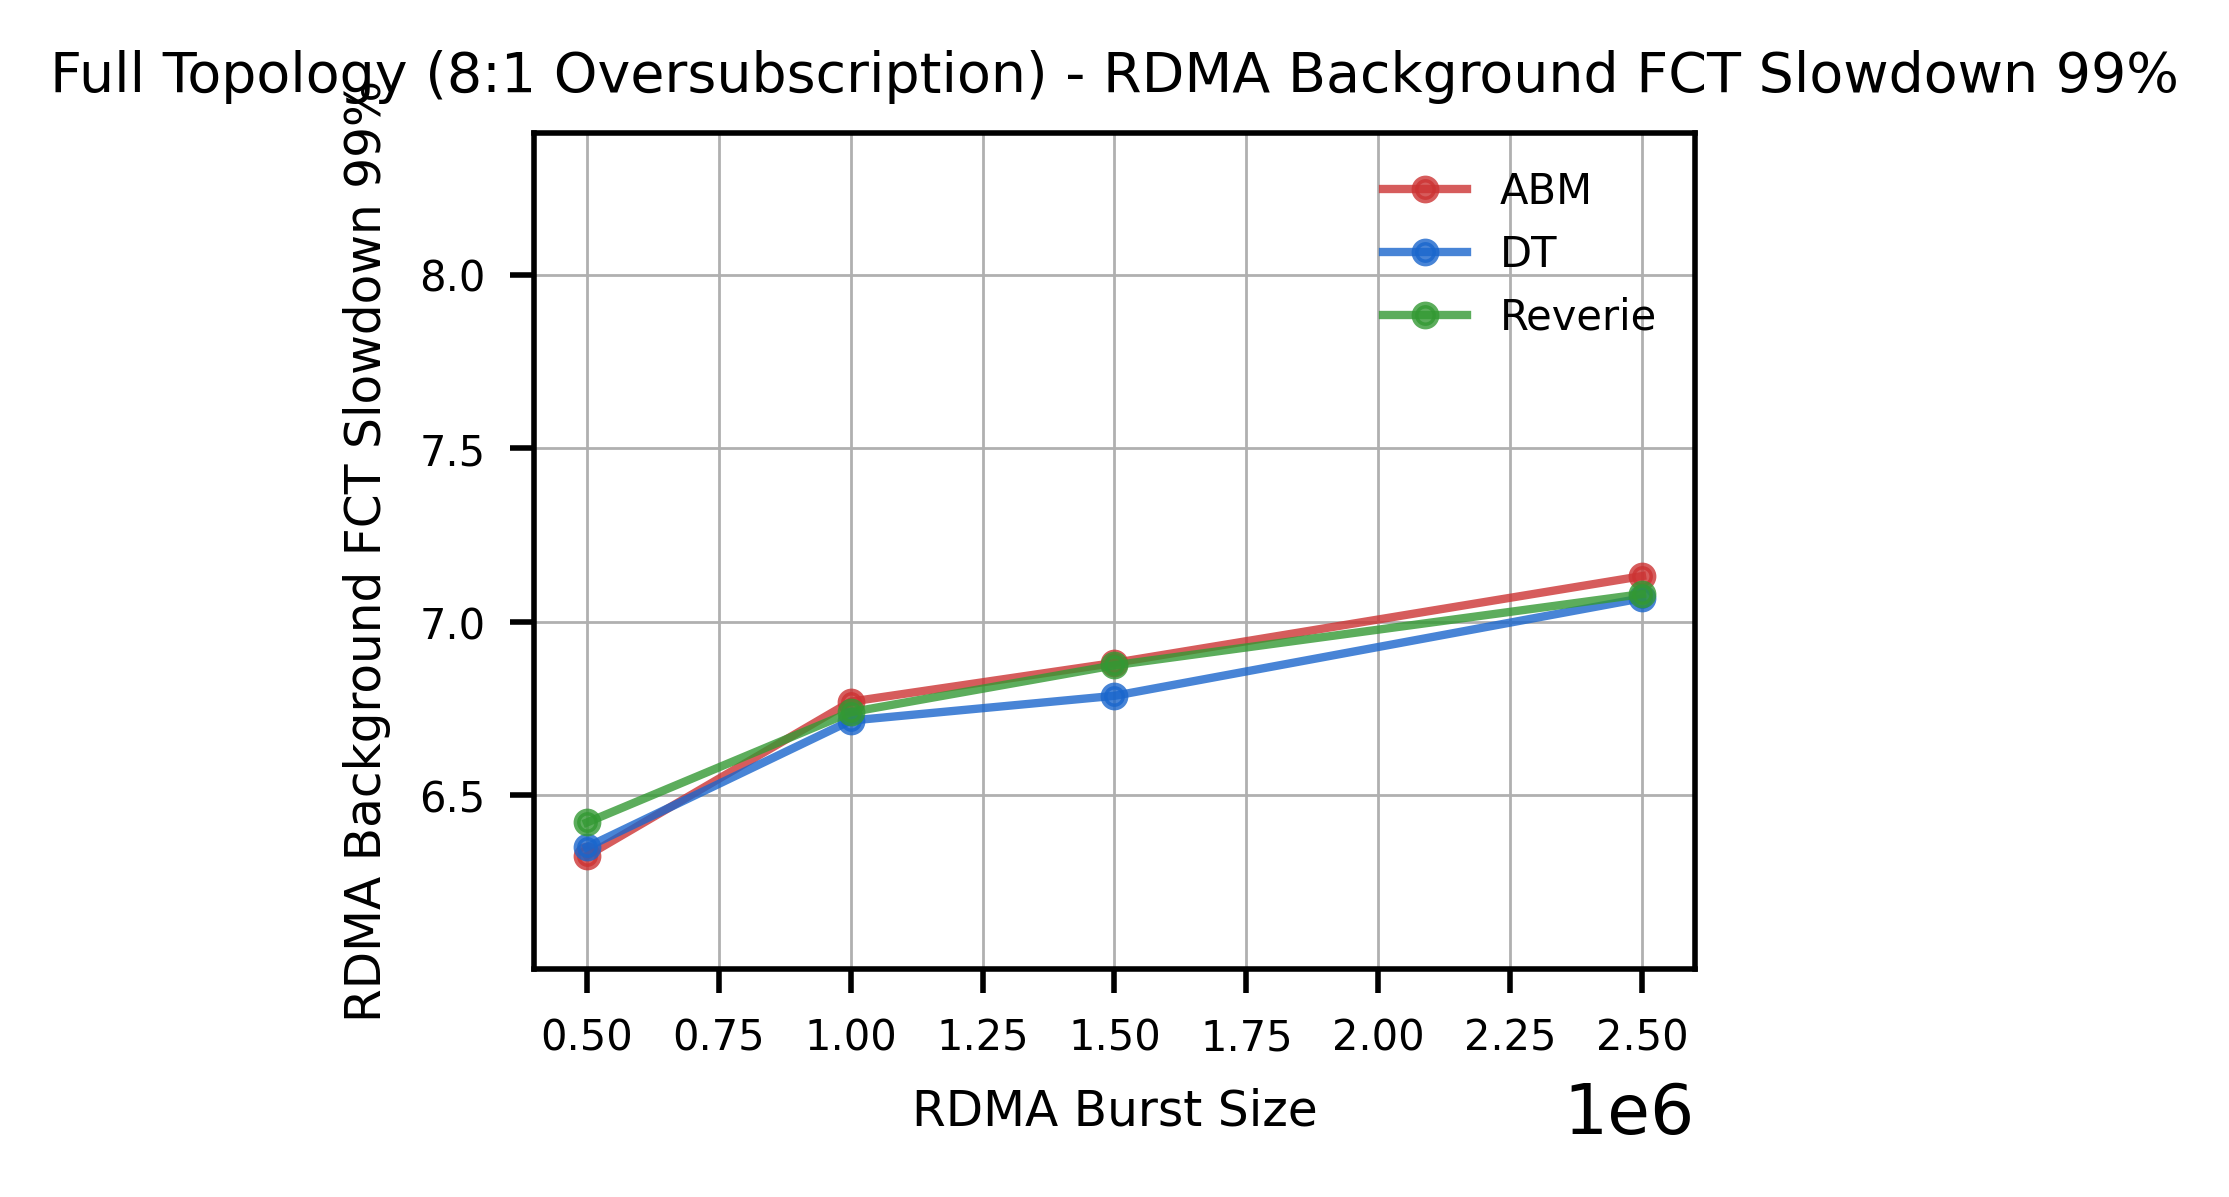 Full Topology (8:1 Oversubscription) - RDMA Background FCT Slowdown 99%
RDMA Background FCT Slowdown 99%
ABM
DT
Reverie
8.0
7.5
7.0
6.5
0.50 0.75 1.00 1.25 1.50 1.75 2.00 2.25 2.50
RDMA Burst Size
1e6